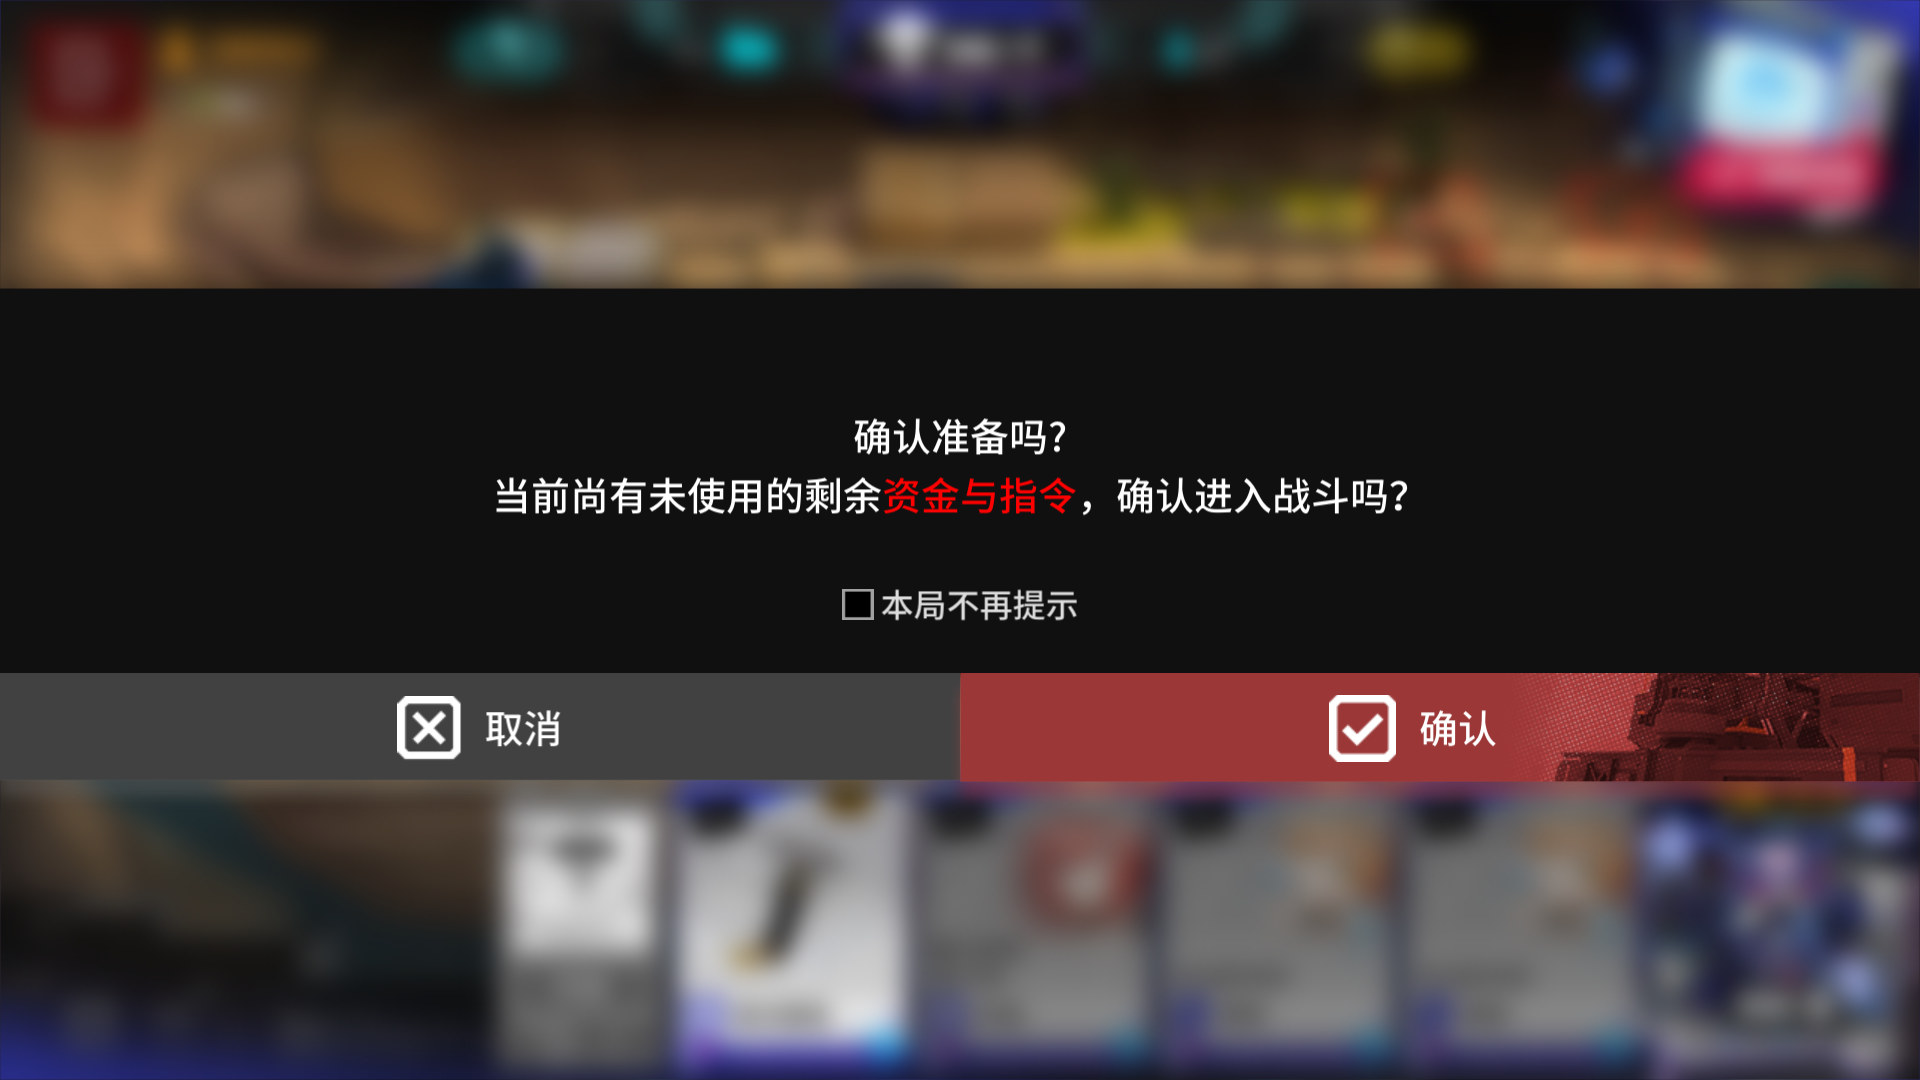 确认准备吗？
当前尚有未使用的剩余资金与指令，确认进入战斗吗？
本局不再提示
取消
确认